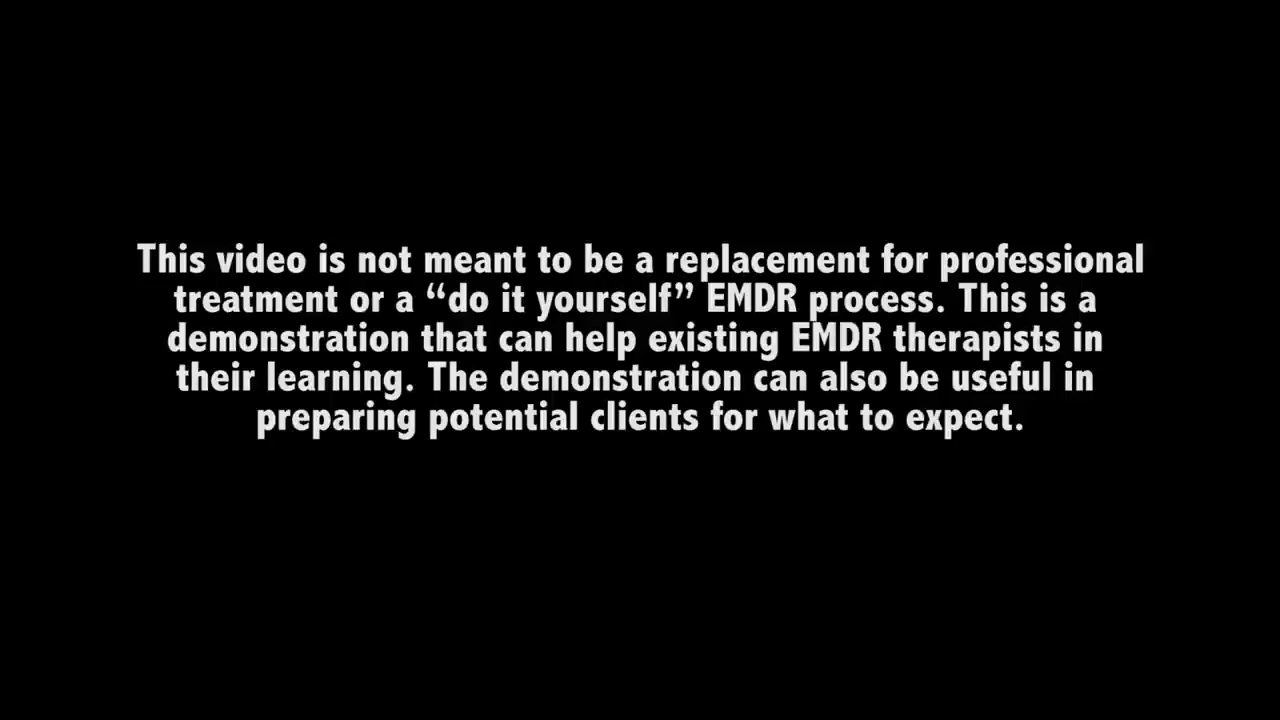 This video is not meant to be a replacement for professional
treatment or a “do it yourself” EMDR process. This is a
demonstration that can help existing EMDR therapists in
their learning. The demonstration can also be useful in
preparing potential clients for what to expect.